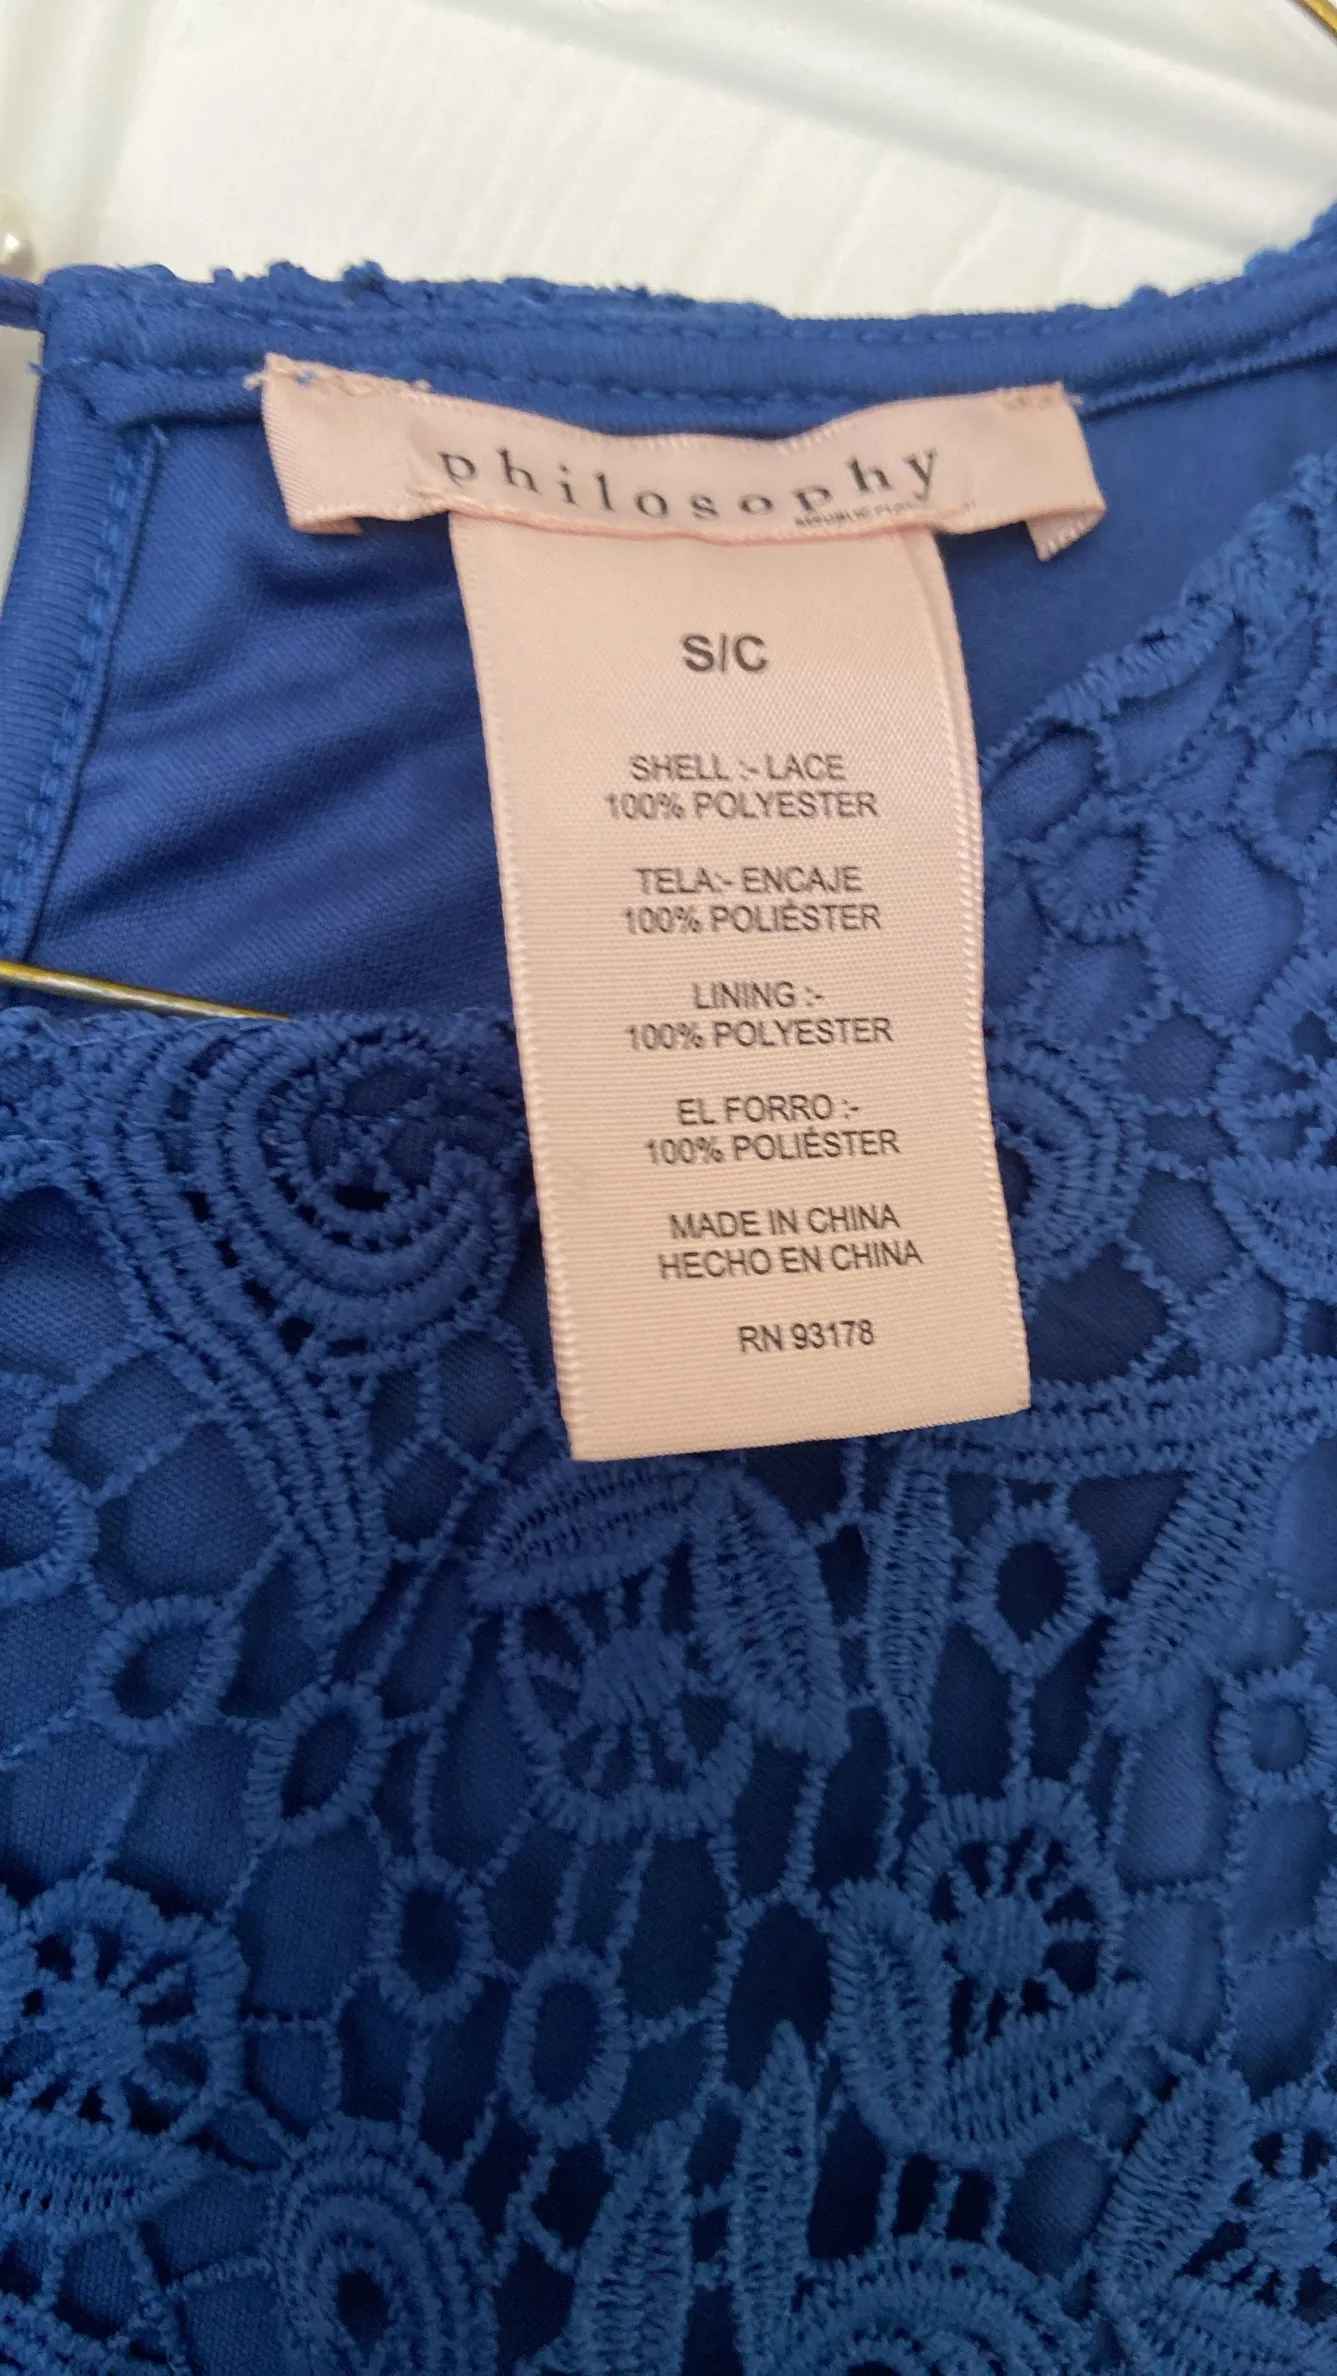 philosophy
REPUBLIC
S/C
SHELL :- LACE
100% POLYESTER
TELA:- ENCAJE
100% POLIÉSTER
LINING :-
100% POLYESTER
EL FORRO :-
100% POLIÉSTER
MADE IN CHINA
HECHO EN CHINA
RN 93178